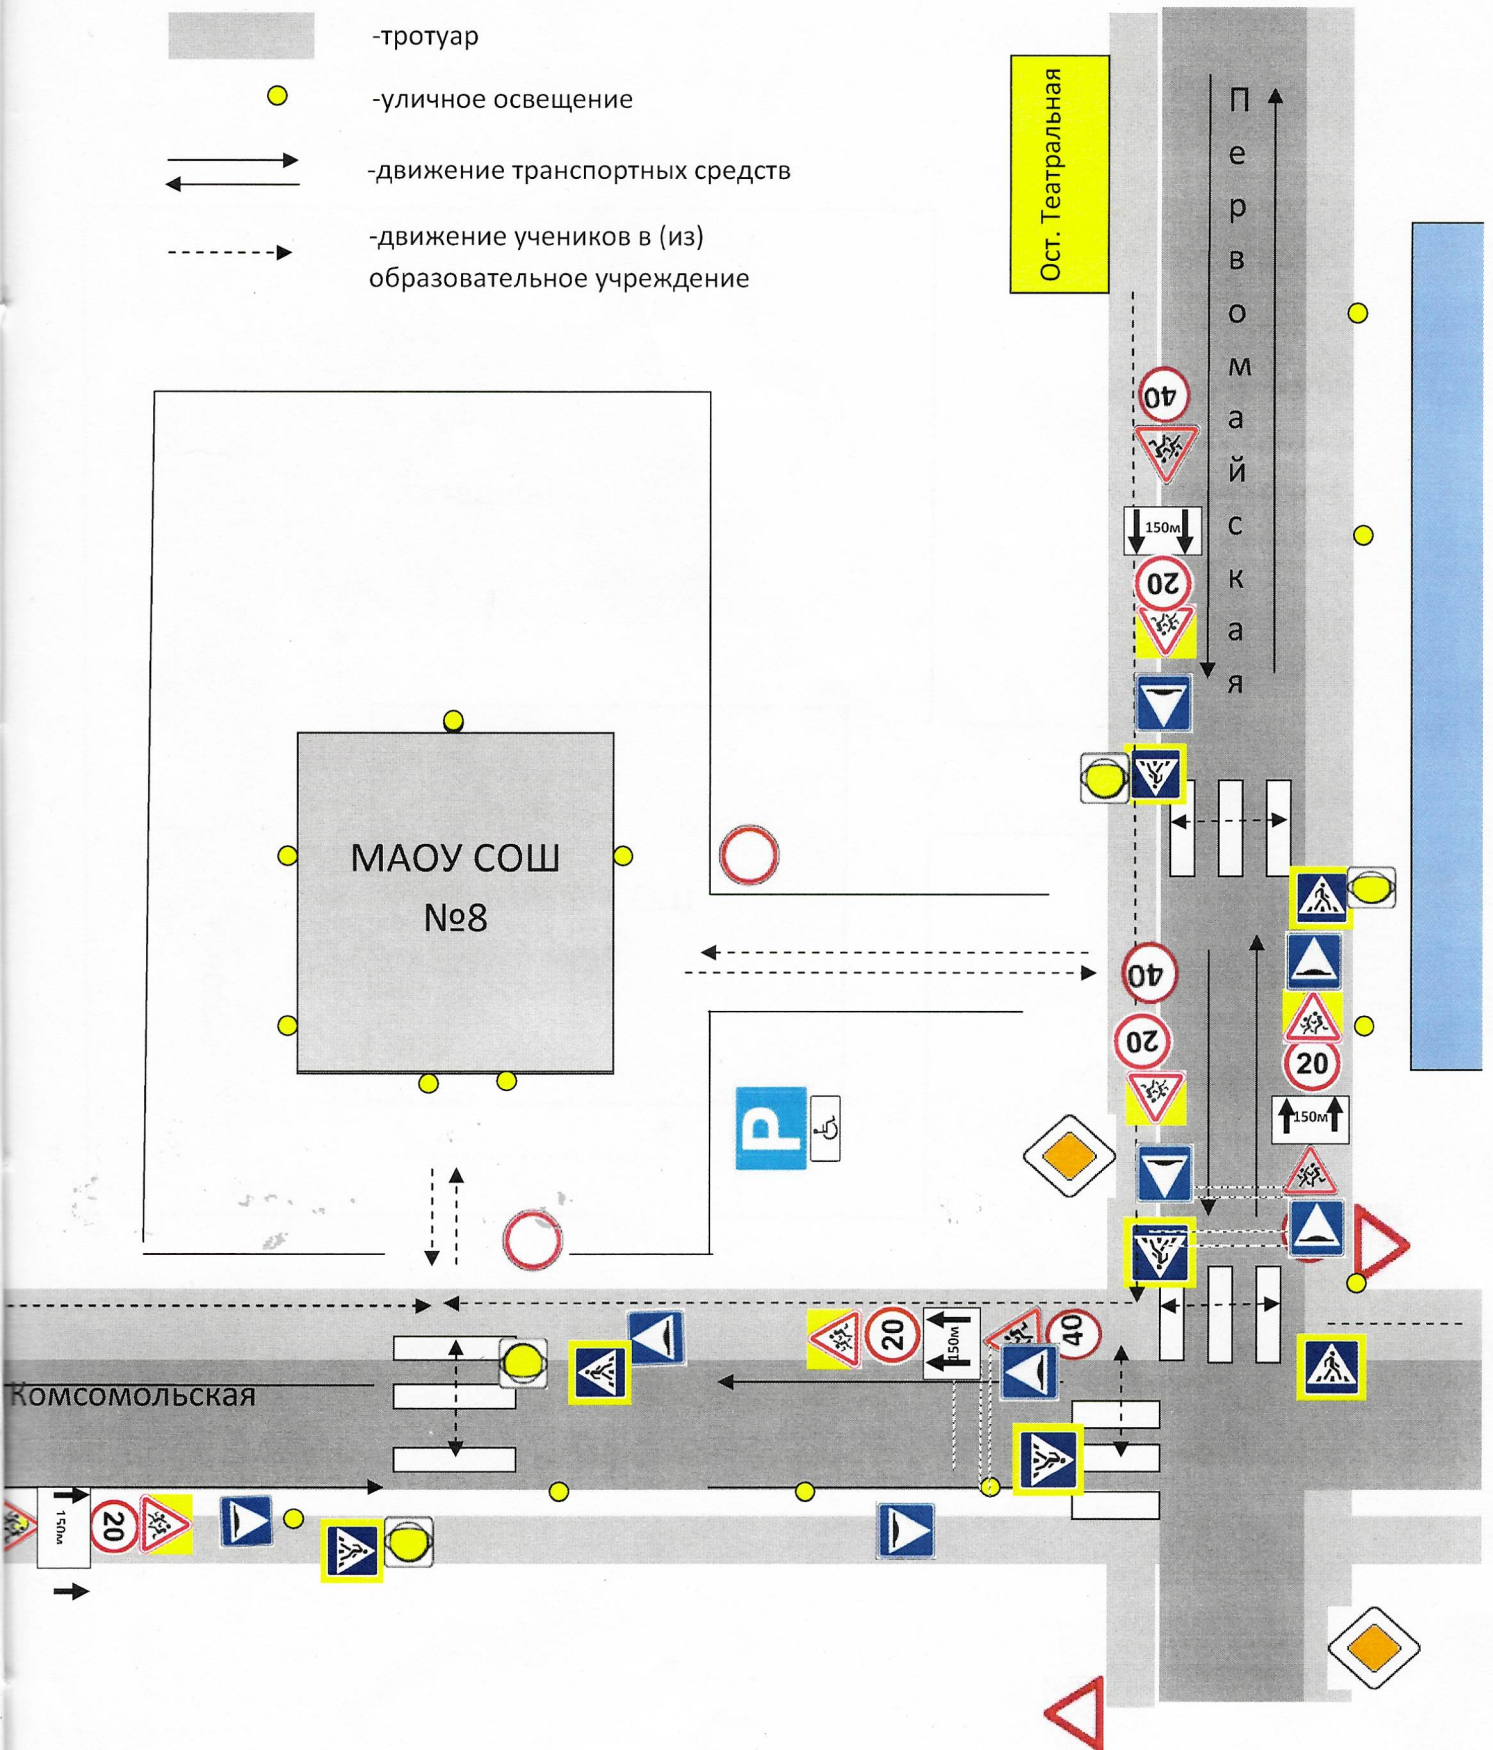 -тротуар
-уличное освещение
-движение транспортных средств
-движение учеников в (из)
образовательное учреждение
Ост. Театральная
Первомайская
40
150м
20
МАОУ СОШ
№8
40
20
20
150м
P
20
150м
40
Комсомольская
150м
20